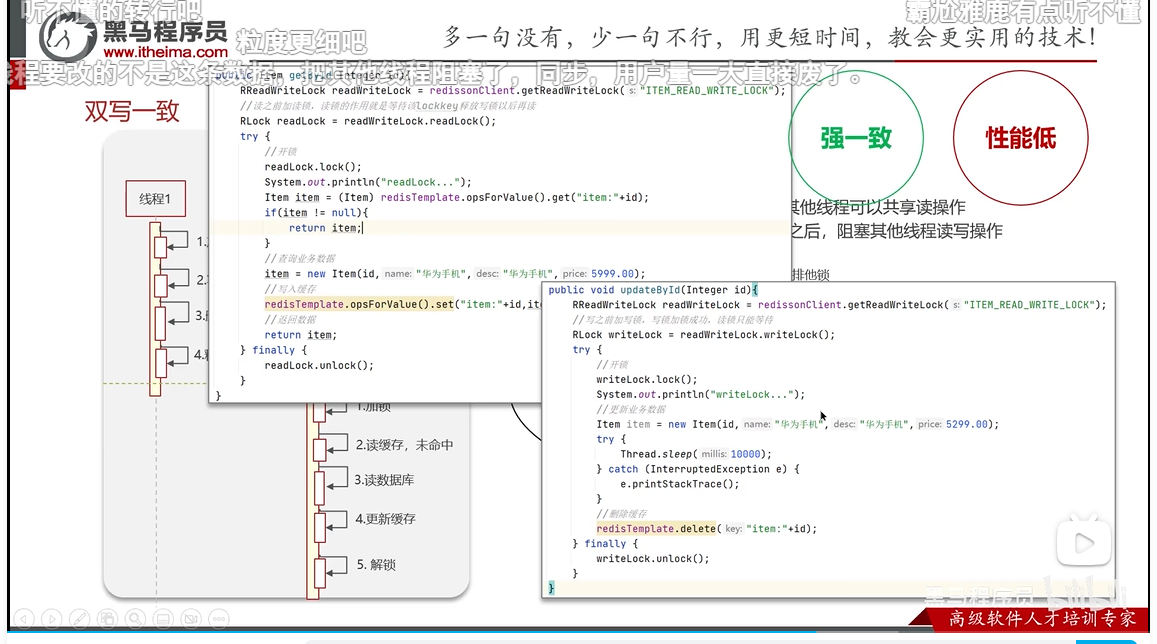 听不懂的转行吧
霸尬雅鹿有点听不懂
黑马程序员
www.itheima.com
粒度更细吧
多一句没有，少一句不行，用更短时间，教会更实用的技术！
线程要改的不是这条数据，把其他线程阻塞了，同步，用户量一大直接废了。
双写一致
线程1
1.
2.
3.
4.
1.加锁
2.读缓存，未命中
3.读数据库
4.更新缓存
5. 解锁
public Item getById(Integer id){
RReadWriteLock readWriteLock = redissonClient.getReadWriteLock( s: "ITEM_READ_WRITE_LOCK");
//读之前加读锁，读锁的作用就是等待该lockkey释放写锁以后再读
RLock readLock = readWriteLock.readLock();
try {
//开锁
readLock.lock();
System.out.println("readLock...");
Item item = (Item) redisTemplate.opsForValue().get("item:"+id);
if(item != null){
return item;
}
//查询业务数据
item = new Item(id, name: "华为手机", desc: "华为手机", price: 5999.00);
//写入缓存
redisTemplate.opsForValue().set("item:"+id,ite
//返回数据
return item;
} finally {
readLock.unlock();
}
}
强一致
性能低
其他线程可以共享读操作
之后，阻塞其他线程读写操作
排他锁
public void updateById(Integer id){
RReadWriteLock readWriteLock = redissonClient.getReadWriteLock( s: "ITEM_READ_WRITE_LOCK");
//写之前加写锁，写锁加锁成功，读锁只能等待
RLock writeLock = readWriteLock.writeLock();
try {
//开锁
writeLock.lock();
System.out.println("writeLock...");
//更新业务数据
Item item = new Item(id, name: "华为手机", desc: "华为手机", price: 5299.00);
try {
Thread.sleep( millis: 10000);
} catch (InterruptedException e) {
e.printStackTrace();
}
//删除缓存
redisTemplate.delete( key: "item:"+id);
} finally {
writeLock.unlock();
}
}
黑马程序员
bilibili
高级软件人才培训专家